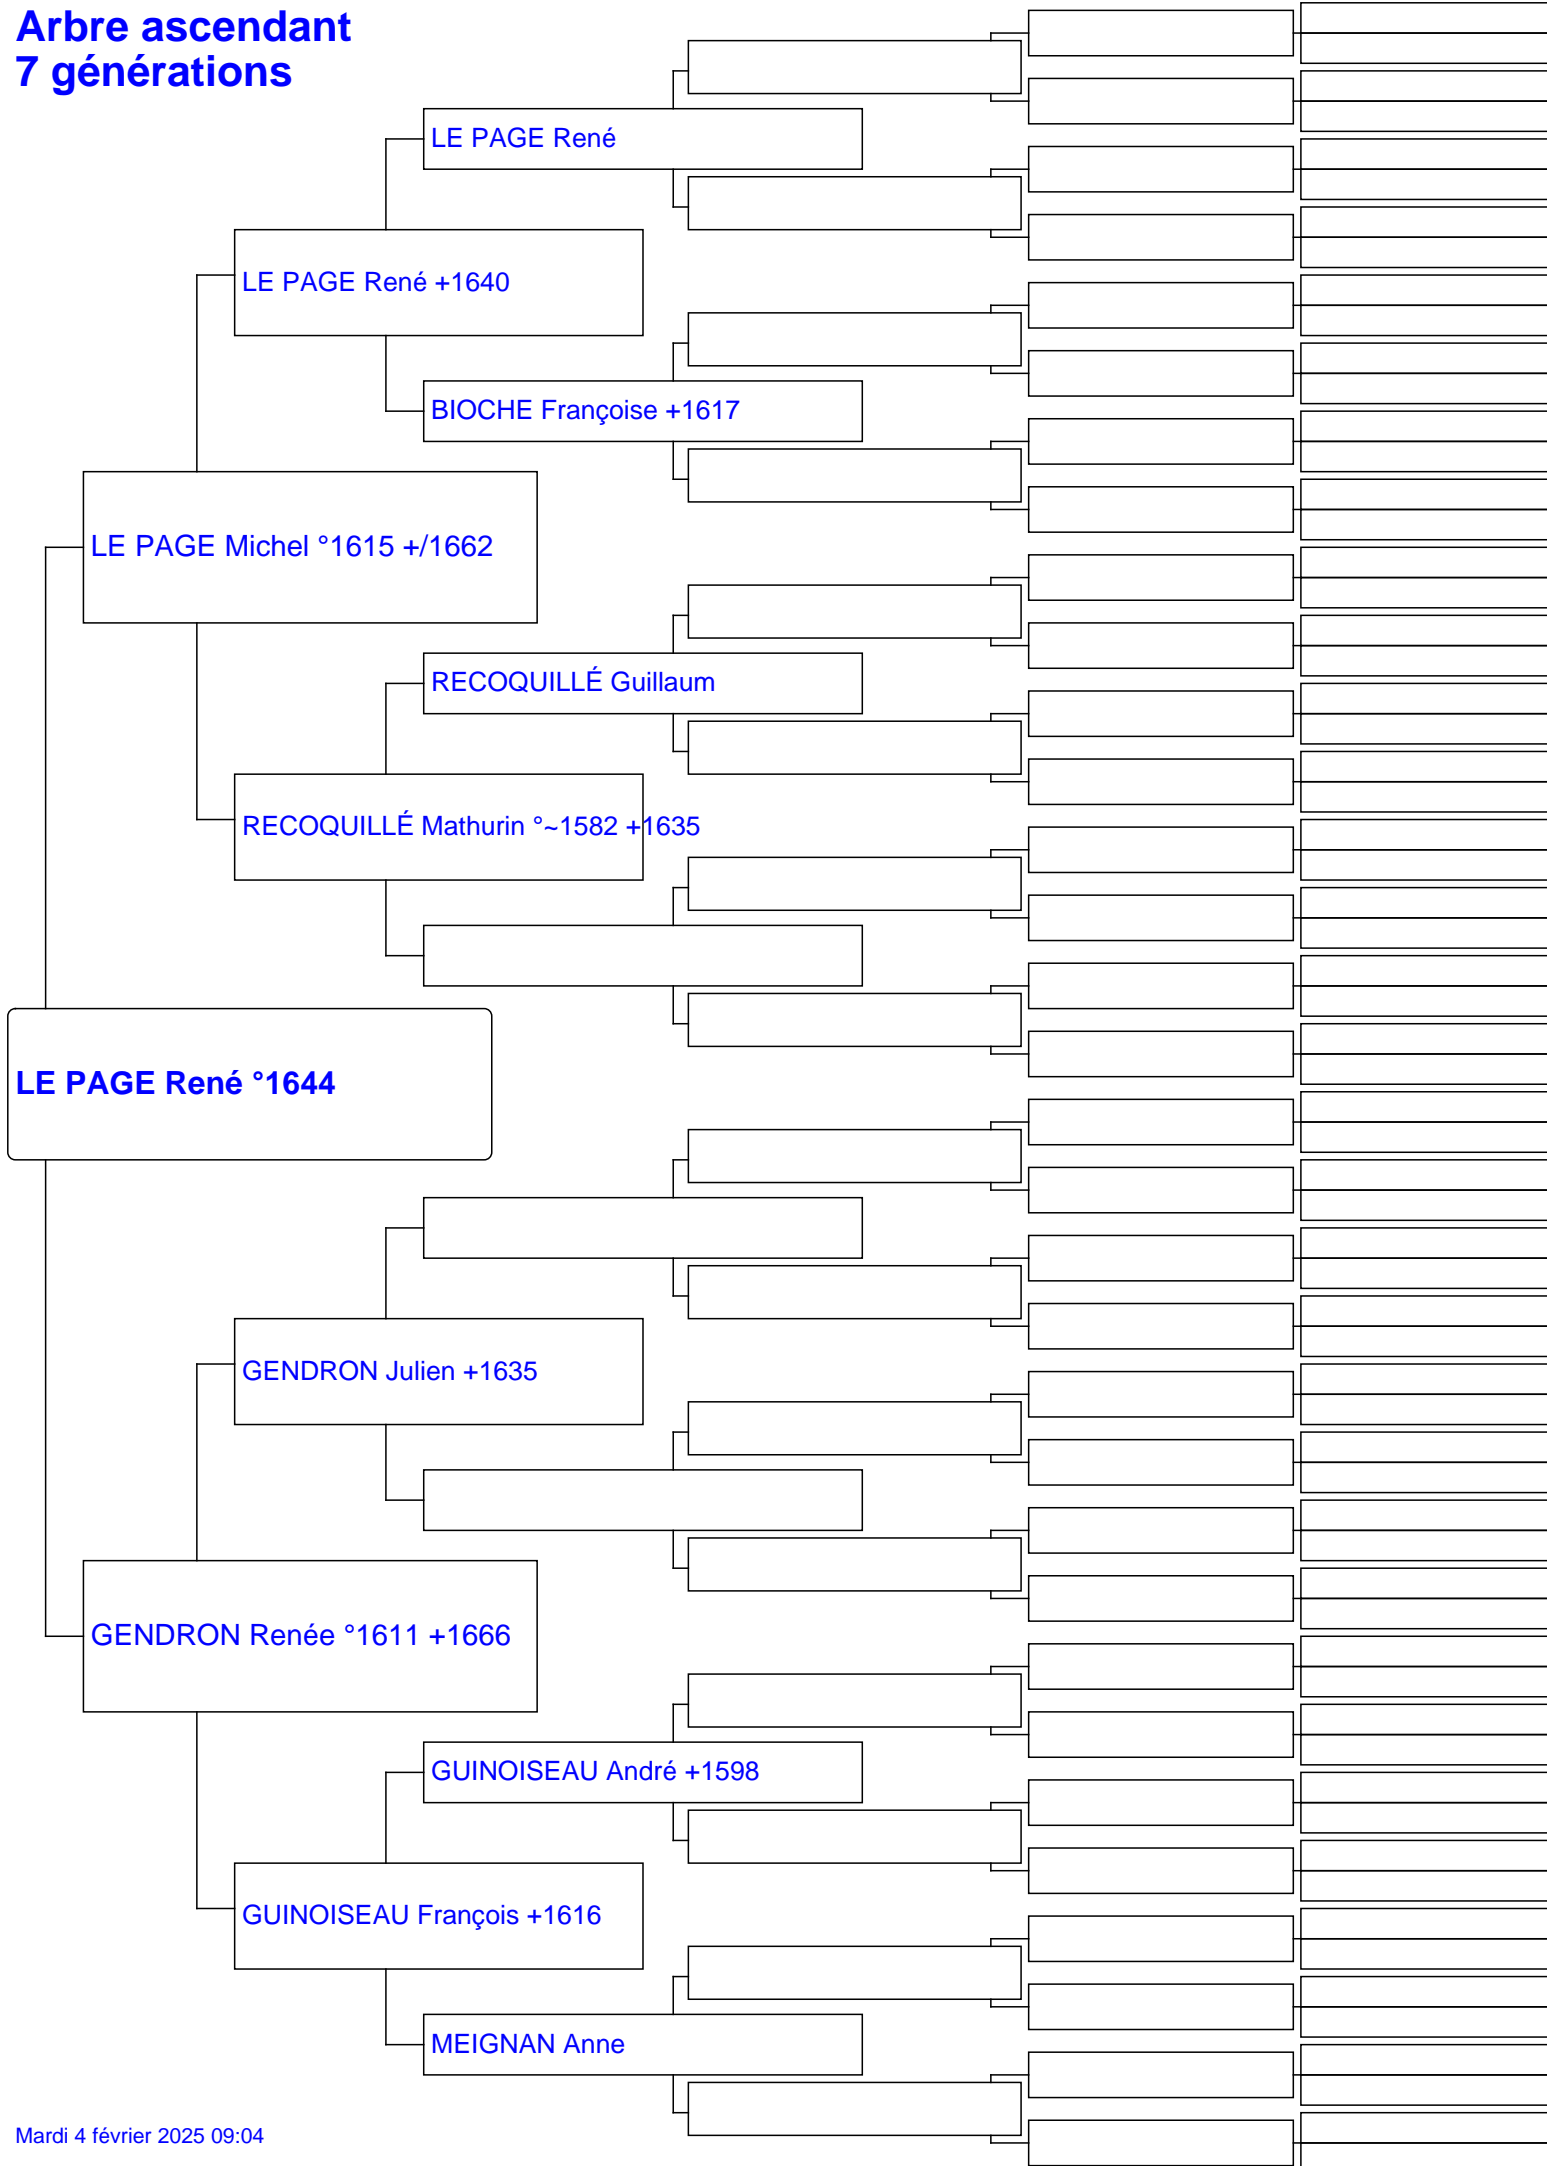 Arbre ascendant
7 générations
LE PAGE René
LE PAGE René +1640
BIOCHE Françoise +1617
LE PAGE Michel °1615 +/1662
RECOQUILLÉ Guillaum
RECOQUILLÉ Mathurin °~1582 +1635
LE PAGE René °1644
GENDRON Julien +1635
GENDRON Renée °1611 +1666
GUINOISEAU André +1598
GUINOISEAU François +1616
MEIGNAN Anne
Mardi 4 février 2025 09:04